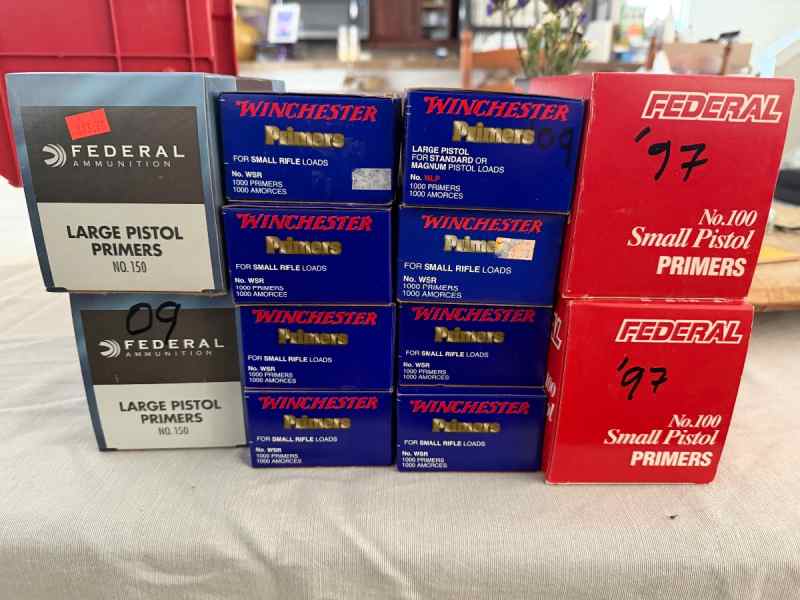 FEDERAL
AMMUNITION
LARGE PISTOL
PRIMERS
NO. 150
09
FEDERAL
AMMUNITION
LARGE PISTOL
PRIMERS
NO. 150
WINCHESTER
Primers
FOR SMALL RIFLE LOADS
No. WSR
1000 PRIMERS
1000 AMORCES
WINCHESTER
Primers
FOR SMALL RIFLE LOADS
No. WSR
1000 PRIMERS
1000 AMORCES
WINCHESTER
Primers
FOR SMALL RIFLE LOADS
No. WSR
1000 PRIMERS
1000 AMORCES
WINCHESTER
Primers
FOR SMALL RIFLE LOADS
No. WSR
1000 PRIMERS
1000 AMORCES
WINCHESTER
Primers 09
LARGE PISTOL
FOR STANDARD OR
MAGNUM PISTOL LOADS
No. WLP
1000 PRIMERS
1000 AMORCES
WINCHESTER
Primers
FOR SMALL RIFLE LOADS
No. WSR
1000 PRIMERS
1000 AMORCES
WINCHESTER
Primers
FOR SMALL RIFLE LOADS
No. WSR
1000 PRIMERS
1000 AMORCES
WINCHESTER
Primers
FOR SMALL RIFLE LOADS
No. WSR
1000 PRIMERS
1000 AMORCES
FEDERAL
'97
No.100
Small Pistol
PRIMERS
FEDERAL
'97
No.100
Small Pistol
PRIMERS